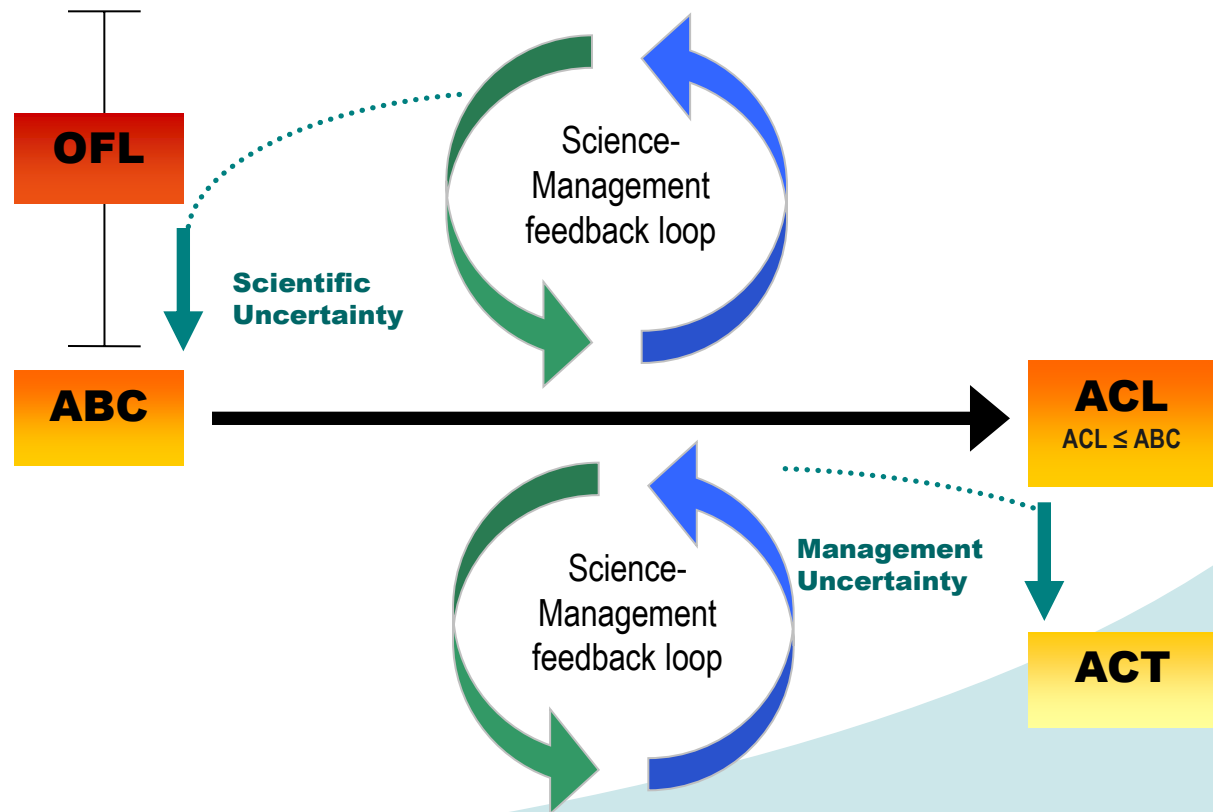 OFL
Science-
Management
feedback loop
Scientific
Uncertainty
ABC
ACL
ACL ≤ ABC
Science-
Management
feedback loop
Management
Uncertainty
ACT